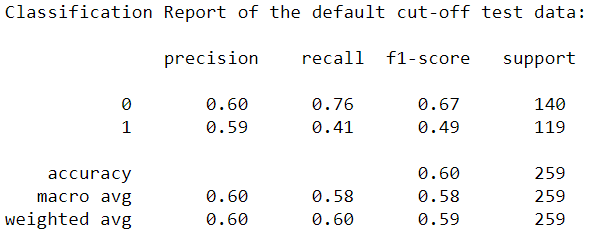 Classification Report of the default cut-off test data:
precision recall f1-score support
0 0.60 0.76 0.67 140
1 0.59 0.41 0.49 119
accuracy 0.60 259
macro avg 0.60 0.58 0.58 259
weighted avg 0.60 0.60 0.59 259